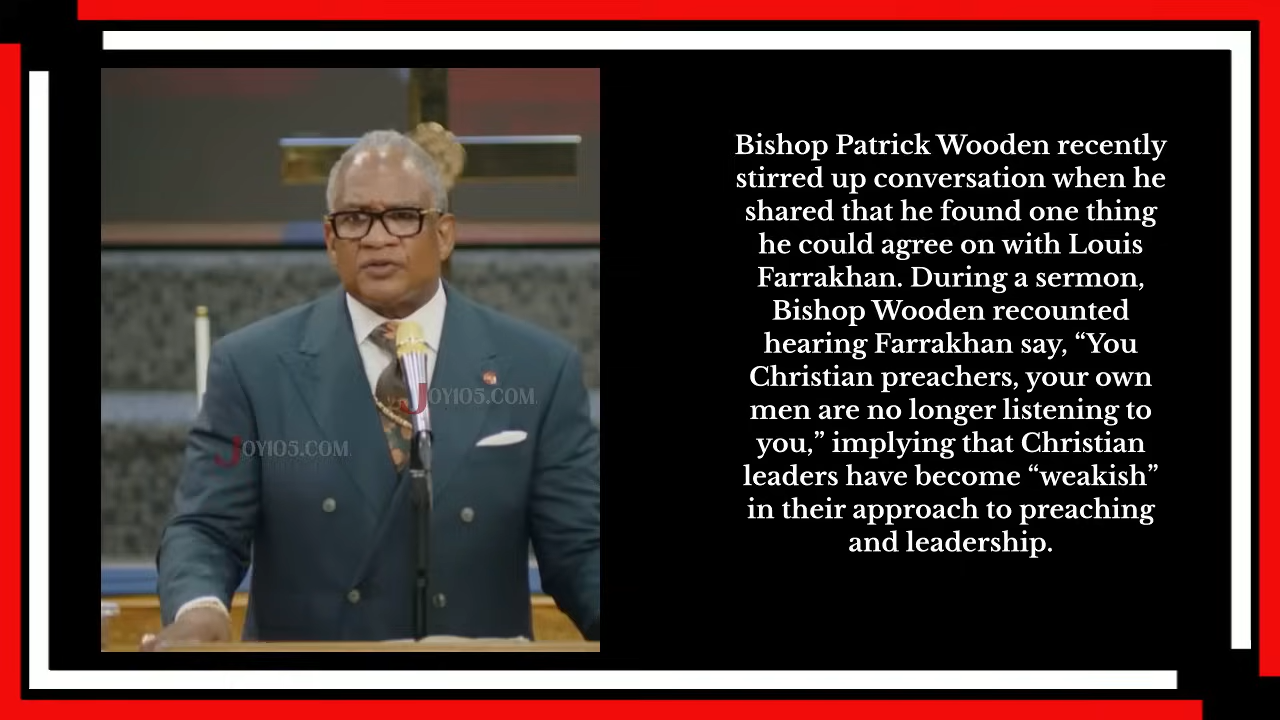 Bishop Patrick Wooden recently
stirred up conversation when he
shared that he found one thing
he could agree on with Louis
Farrakhan. During a sermon,
Bishop Wooden recounted
hearing Farrakhan say, “You
Christian preachers, your own
men are no longer listening to
you,” implying that Christian
leaders have become “weakish”
in their approach to preaching
and leadership.
JOY105.COM
JOY105.COM